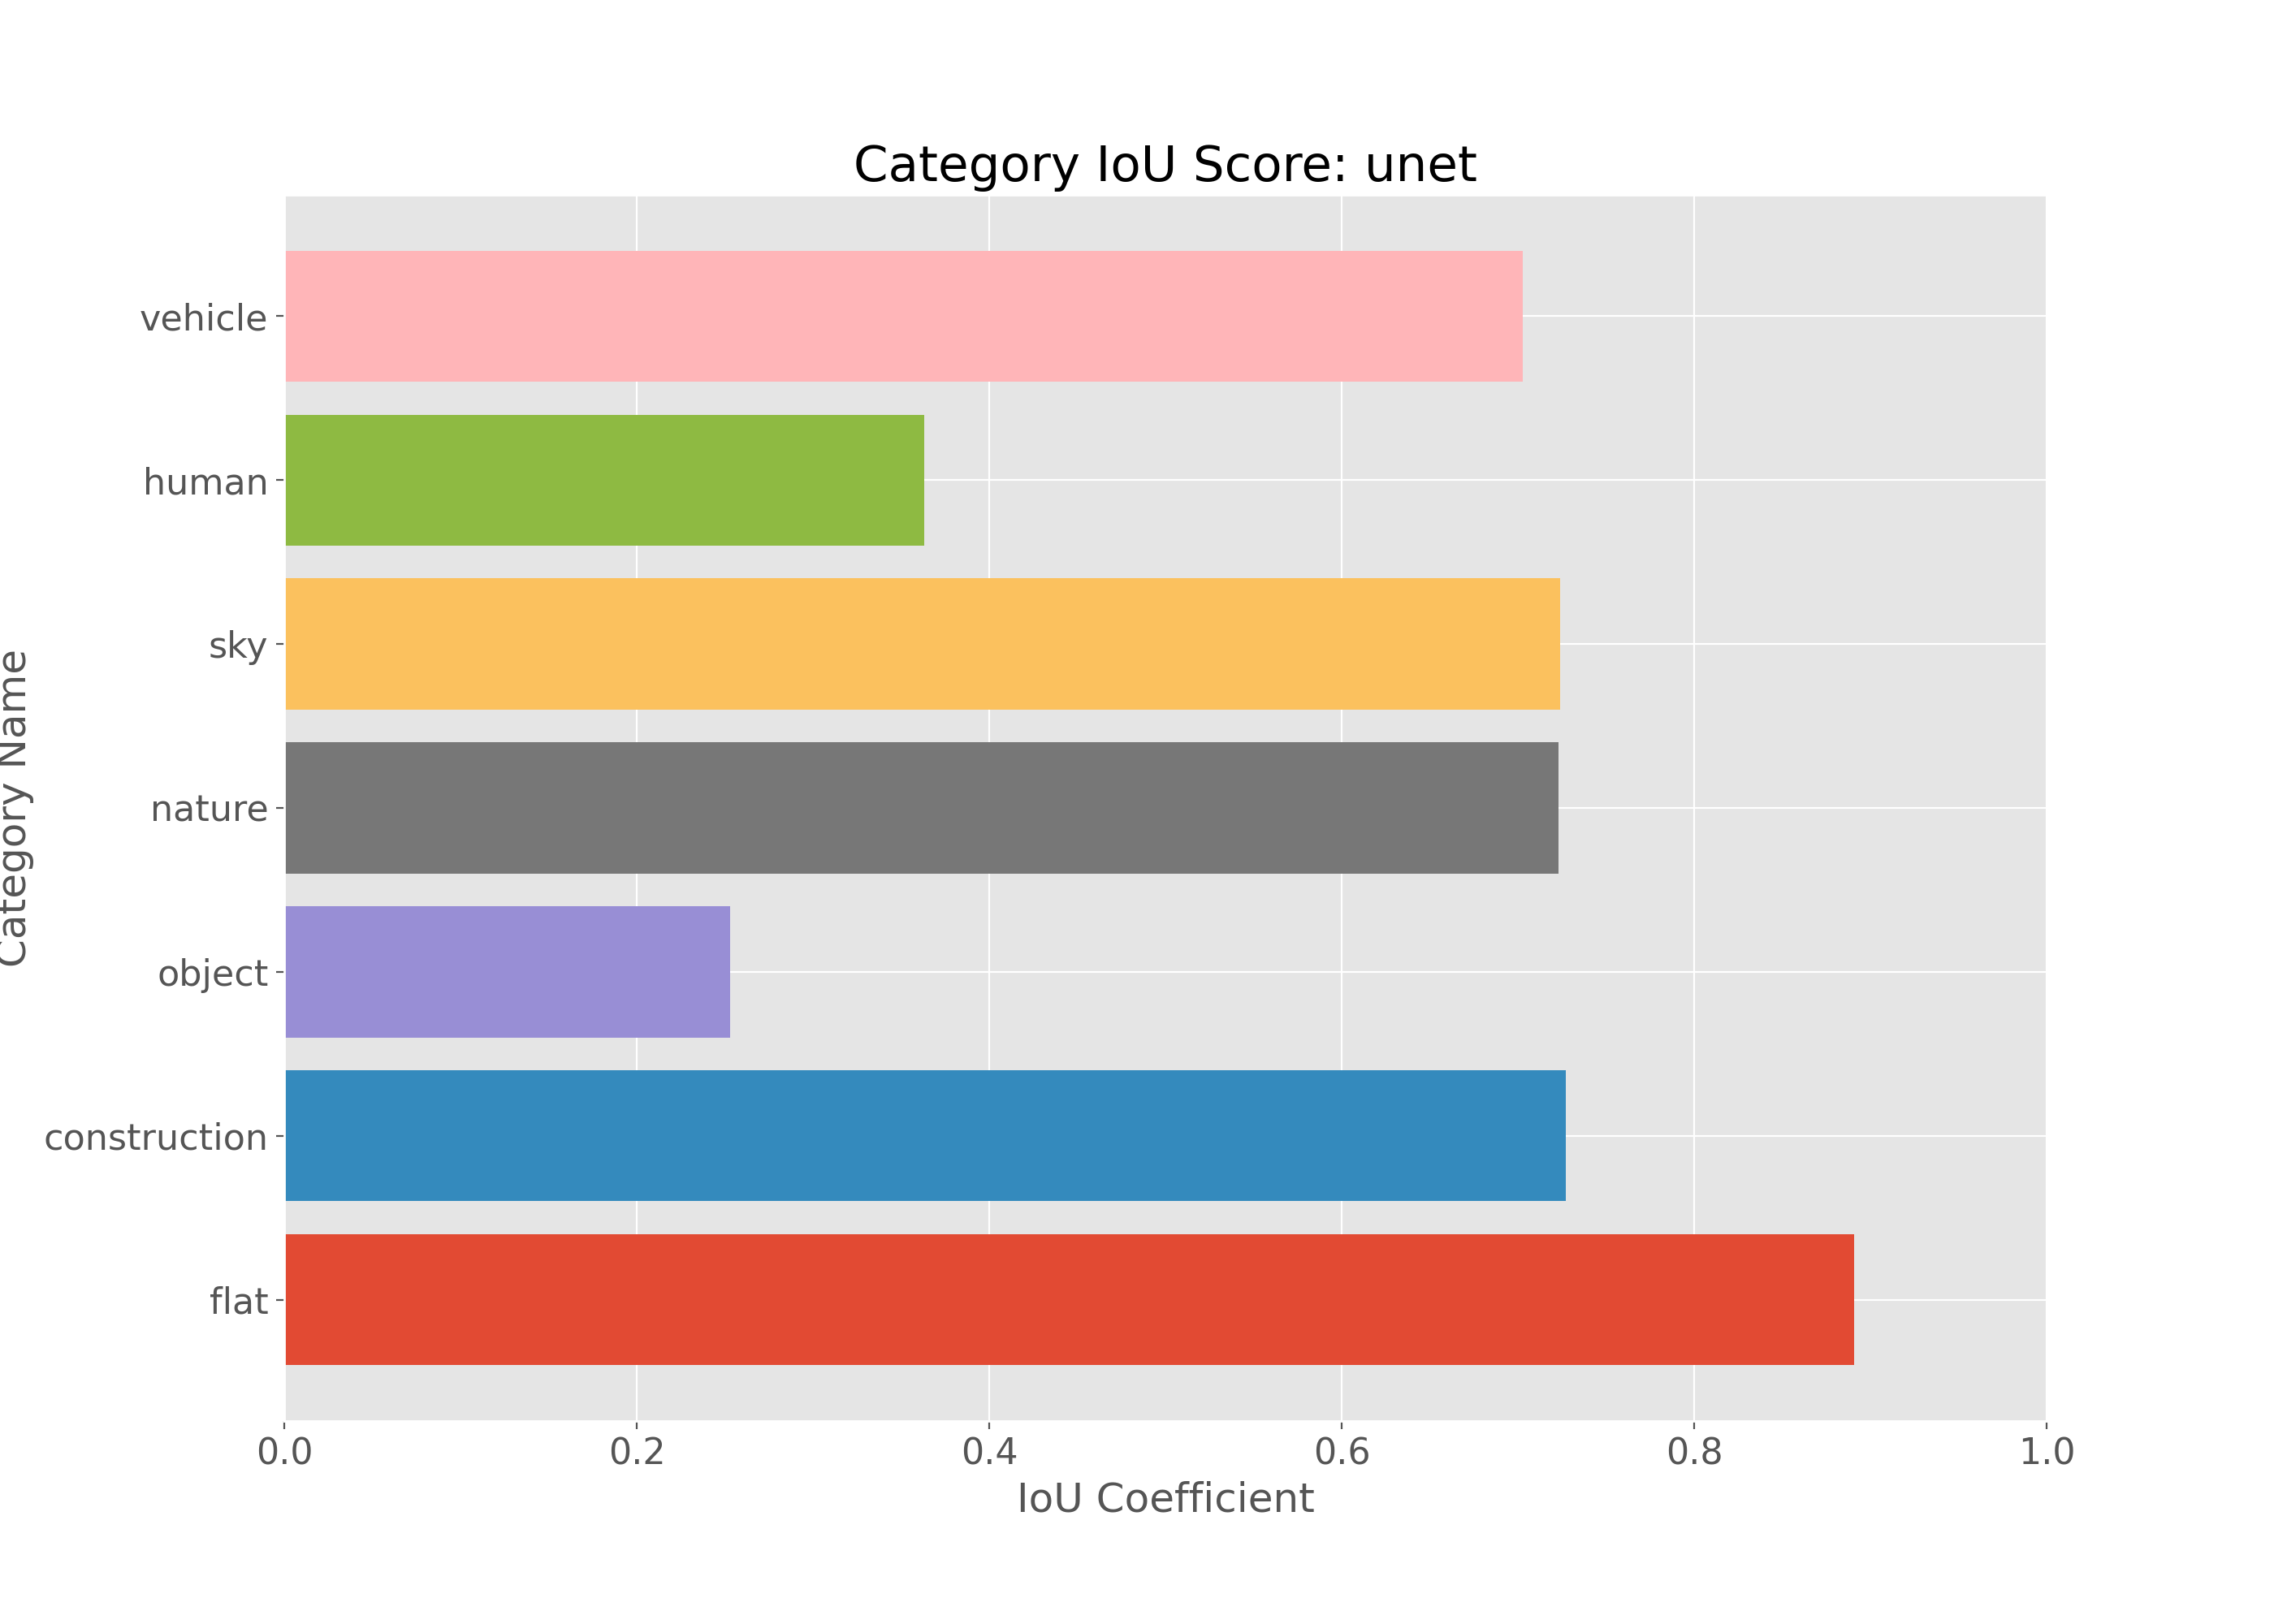 Category IoU Score: unet
Category Name
vehicle
human
sky
nature
object
construction
flat
0.0 0.2 0.4 0.6 0.8 1.0
IoU Coefficient